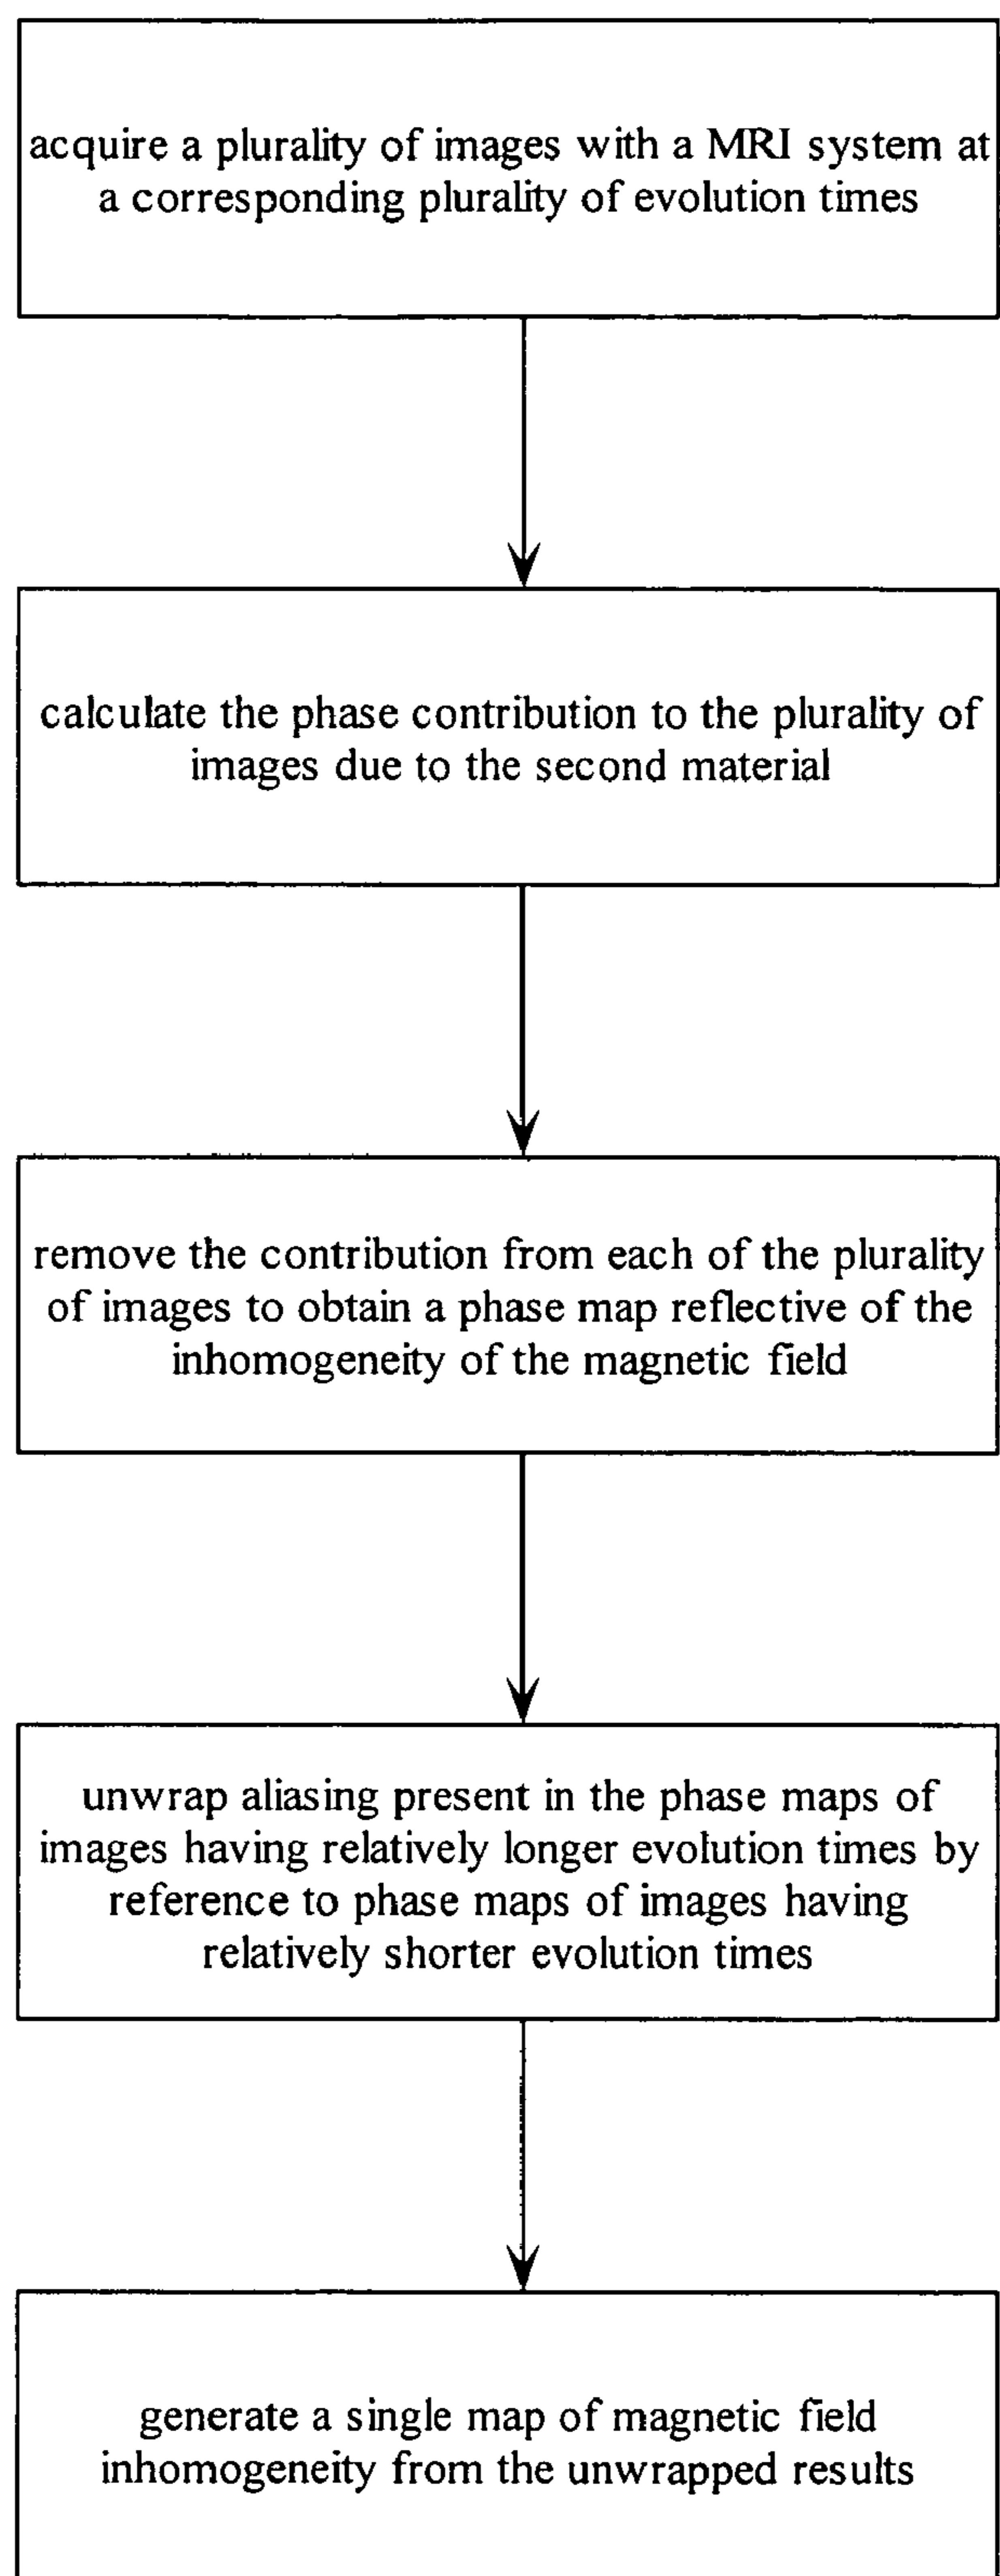 acquire a plurality of images with a MRI system at
a corresponding plurality of evolution times
calculate the phase contribution to the plurality of
images due to the second material
remove the contribution from each of the plurality
of images to obtain a phase map reflective of the
inhomogeneity of the magnetic field
unwrap aliasing present in the phase maps of
images having relatively longer evolution times by
reference to phase maps of images having
relatively shorter evolution times
generate a single map of magnetic field
inhomogeneity from the unwrapped results